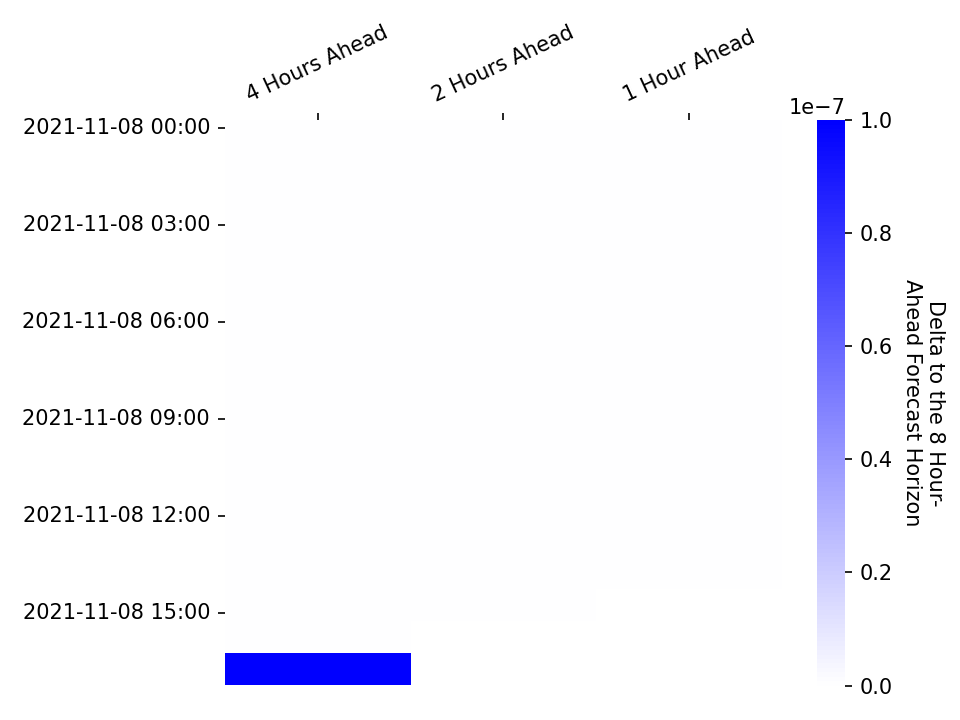 4 Hours Ahead
2 Hours Ahead
1 Hour Ahead
1e−7
2021-11-08 00:00
2021-11-08 03:00
2021-11-08 06:00
2021-11-08 09:00
2021-11-08 12:00
2021-11-08 15:00
1.0
0.8
0.6
0.4
0.2
0.0
Delta to the 8 Hour-
Ahead Forecast Horizon